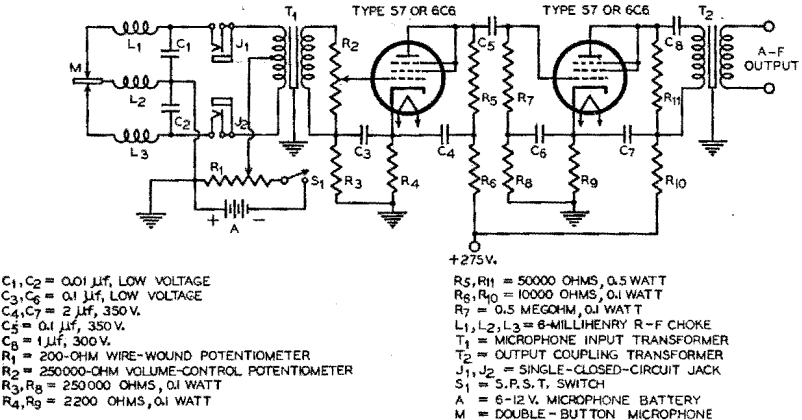 TYPE 57 OR 6C6
TYPE 57 OR 6C6
L1
C1
J1
T1
R2
C5
C8
T2
A-F
OUTPUT
M
L2
R5
R7
R11
C2
J2
L3
C3
C4
C6
C7
R1
S1
R3
R4
R6
R8
R9
R10
+ A -
+275V.
C1, C2 = 0.01 µf, LOW VOLTAGE
C3, C6 = 0.1 µf, LOW VOLTAGE
C4, C7 = 2 µf, 350 V.
C5 = 0.1 µf, 350 V.
C8 = 1 µf, 300 V.
R1 = 200-OHM WIRE-WOUND POTENTIOMETER
R2 = 250000-OHM VOLUME-CONTROL POTENTIOMETER
R3, R8 = 250000 OHMS, 0.1 WATT
R4, R9 = 2200 OHMS, 0.1 WATT
R5, R11 = 50000 OHMS, 0.5 WATT
R6, R10 = 10000 OHMS, 0.1 WATT
R7 = 0.5 MEGOHM, 0.1 WATT
L1, L2, L3 = 6-MILLIHENRY R-F CHOKE
T1 = MICROPHONE INPUT TRANSFORMER
T2 = OUTPUT COUPLING TRANSFORMER
J1, J2 = SINGLE-CLOSED-CIRCUIT JACK
S1 = S.P.S.T. SWITCH
A = 6-12 V. MICROPHONE BATTERY
M = DOUBLE-BUTTON MICROPHONE